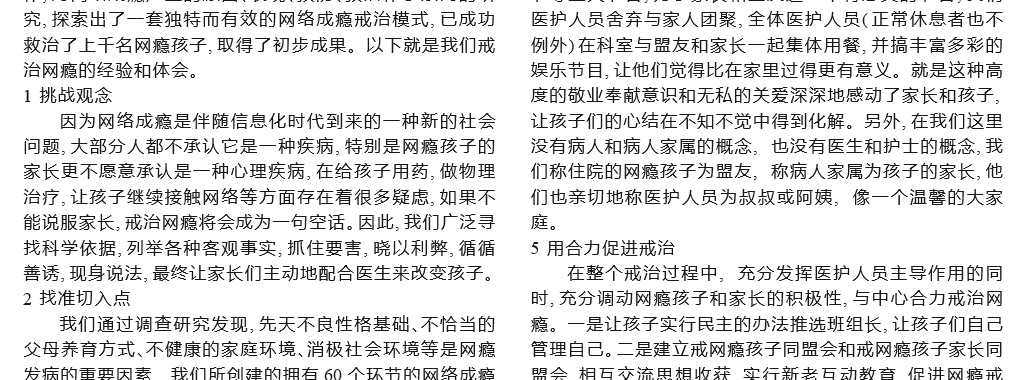 究, 探索出了一套独特而有效的网络成瘾戒治模式, 已成功
救治了上千名网瘾孩子, 取得了初步成果。以下就是我们戒
治网瘾的经验和体会。
1 挑战观念
因为网络成瘾是伴随信息化时代到来的一种新的社会
问题, 大部分人都不承认它是一种疾病, 特别是网瘾孩子的
家长更不愿意承认是一种心理疾病, 在给孩子用药, 做物理
治疗, 让孩子继续接触网络等方面存在着很多疑虑, 如果不
能说服家长, 戒治网瘾将会成为一句空话。因此, 我们广泛寻
找科学依据, 列举各种客观事实, 抓住要害, 晓以利弊, 循循
善诱, 现身说法, 最终让家长们主动地配合医生来改变孩子。
2 找准切入点
我们通过调查研究发现, 先天不良性格基础、不恰当的
父母养育方式、不健康的家庭环境、消极社会环境等是网瘾
发病的重要因素 我们所创建的拥有 60 个环节的网络成瘾
医护人员舍弃与家人团聚, 全体医护人员(正常休息者也不
例外)在科室与盟友和家长一起集体用餐, 并搞丰富多彩的
娱乐节目, 让他们觉得比在家里过得更有意义。就是这种高
度的敬业奉献意识和无私的关爱深深地感动了家长和孩子,
让孩子们的心结在不知不觉中得到化解。另外, 在我们这里
没有病人和病人家属的概念, 也没有医生和护士的概念, 我
们称住院的网瘾孩子为盟友, 称病人家属为孩子的家长, 他
们也亲切地称医护人员为叔叔或阿姨, 像一个温馨的大家
庭。
5 用合力促进戒治
在整个戒治过程中, 充分发挥医护人员主导作用的同
时, 充分调动网瘾孩子和家长的积极性, 与中心合力戒治网
瘾。一是让孩子实行民主的办法推选班组长, 让孩子们自己
管理自己。二是建立戒网瘾孩子同盟会和戒网瘾孩子家长同
盟会 相互交流思想收获 实行新老互动教育 促进网瘾戒